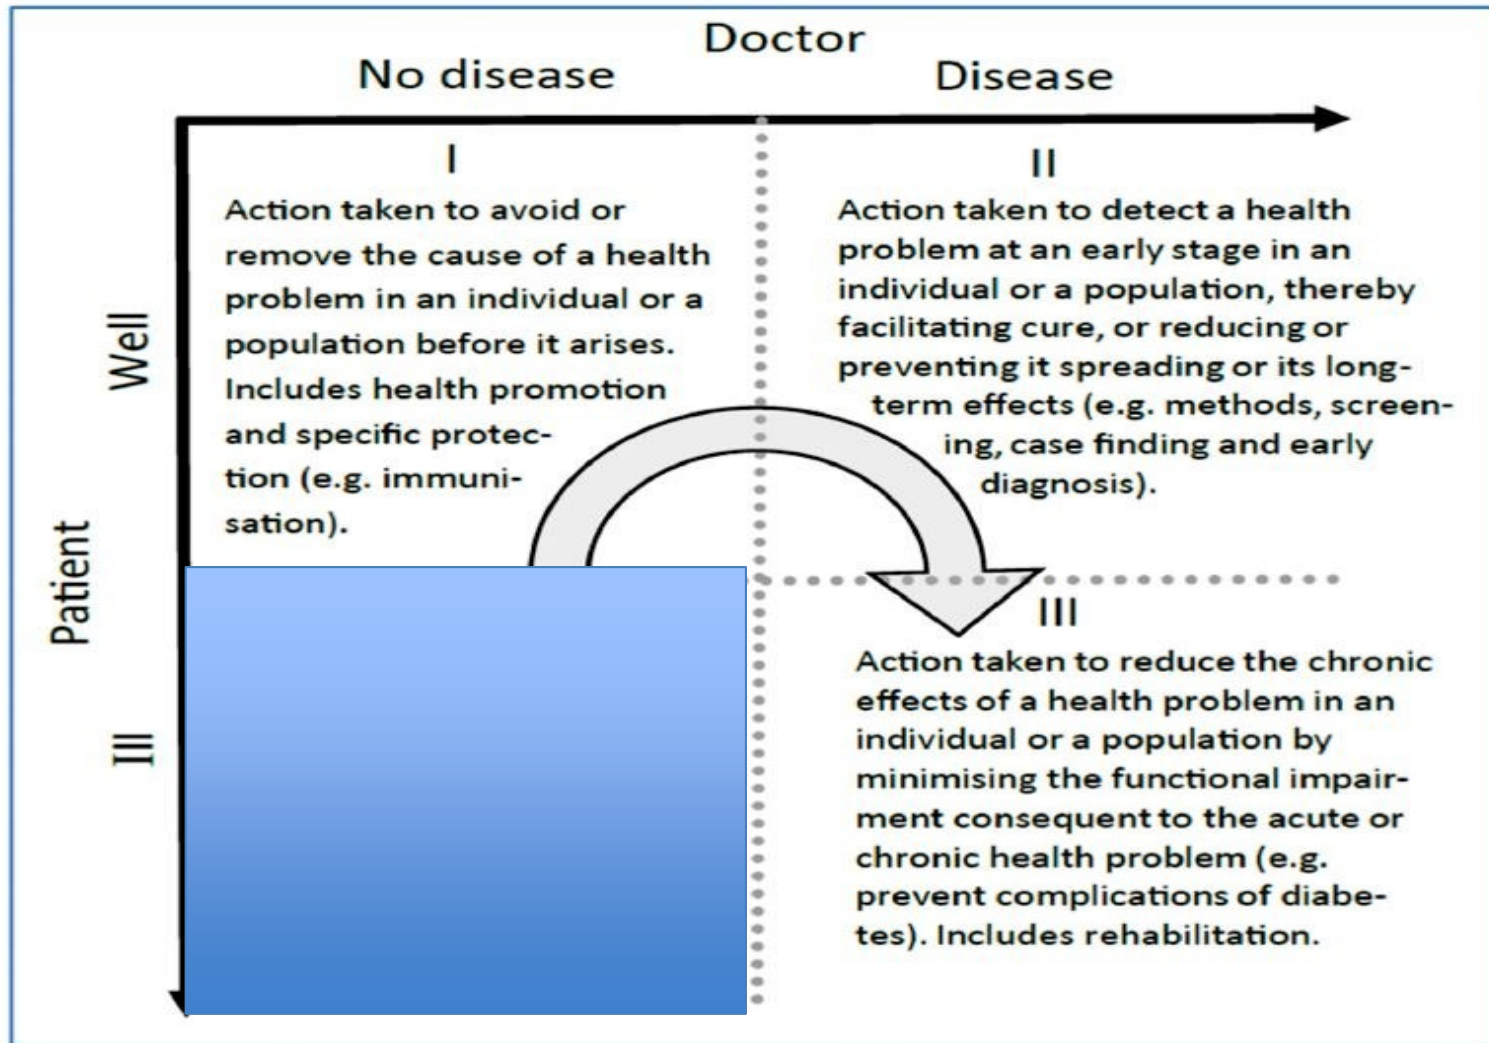 Doctor
No disease
Disease
I
Action taken to avoid or
remove the cause of a health
problem in an individual or a
population before it arises.
Includes health promotion
and specific protec-
tion (e.g. immuni-
sation).
II
Action taken to detect a health
problem at an early stage in an
individual or a population, thereby
facilitating cure, or reducing or
preventing it spreading or its long-
term effects (e.g. methods, screen-
ing, case finding and early
diagnosis).
Well
Patient
Ill
III
Action taken to reduce the chronic
effects of a health problem in an
individual or a population by
minimising the functional impair-
ment consequent to the acute or
chronic health problem (e.g.
prevent complications of diabe-
tes). Includes rehabilitation.